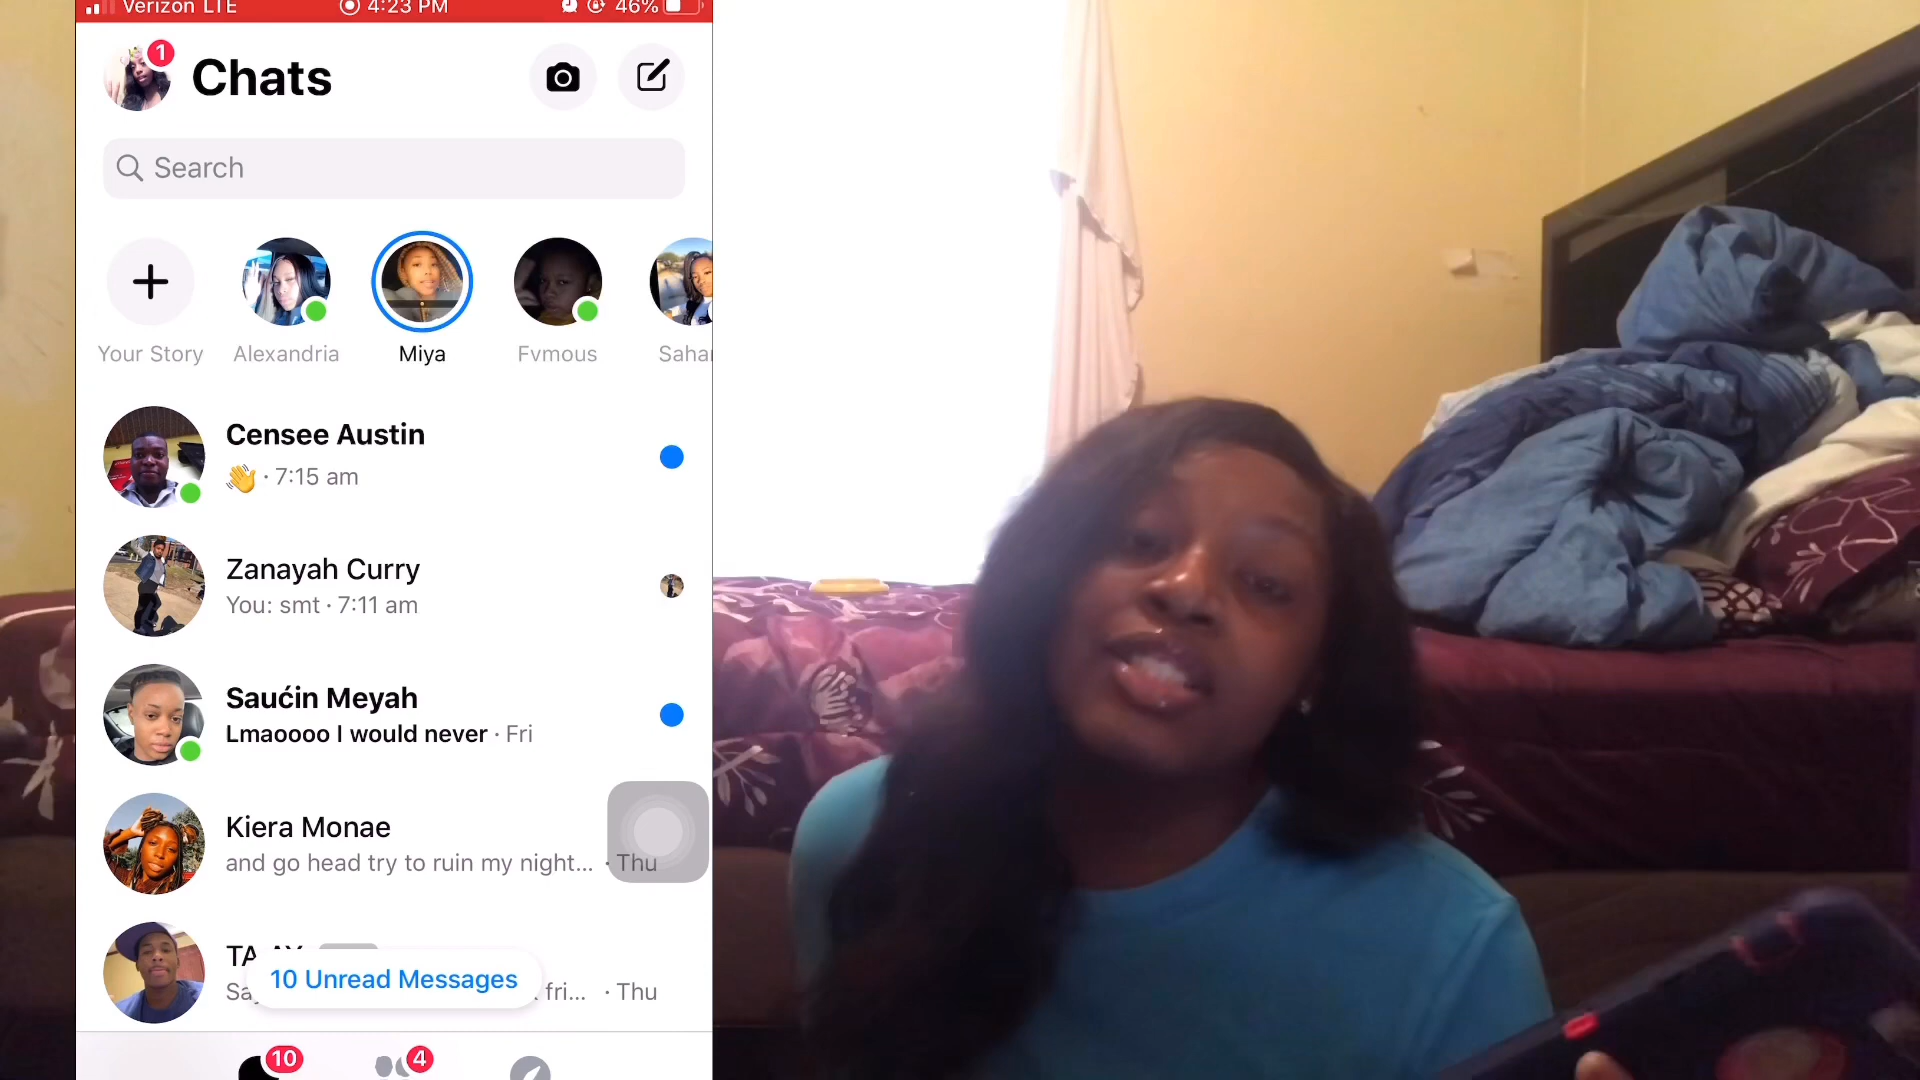 Verizon LTE 4:23 PM 46%
1
Chats
Search
Your Story Alexandria Miya Fvmous Sahar
Censee Austin
👋 · 7:15 am
Zanayah Curry
You: smt · 7:11 am
Saućin Meyah
Lmaoooo I would never · Fri
Kiera Monae
and go head try to ruin my night... · Thu
fri... · Thu
10 Unread Messages
10 4